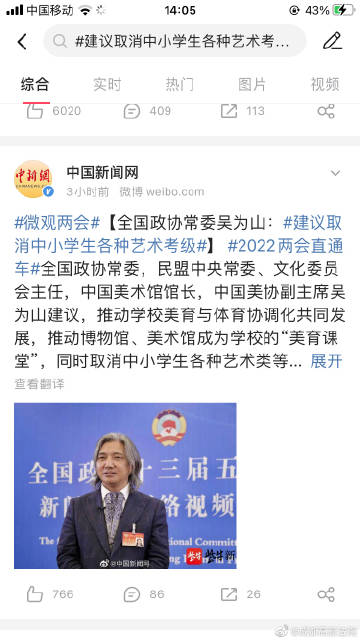 中国移动
14:05
43%
#建议取消中小学生各种艺术考...
综合
实时
热门
图片
视频
6020
409
113
中新網
中国新闻网
3小时前 微博 weibo.com
#微观两会#【全国政协常委吴为山：#建议取
消中小学生各种艺术考级#】#2022两会直通
车#全国政协常委，民盟中央常委、文化委员
会主任，中国美术馆馆长，中国美协副主席吴
为山建议，推动学校美育与体育协调化共同发
展，推动博物馆、美术馆成为学校的“美育课
堂”，同时取消中小学生各种艺术类等... 展开
查看翻译
全国政
十三届五
新闻
络视频
The
national Committee
@中国新闻网
766
86
26